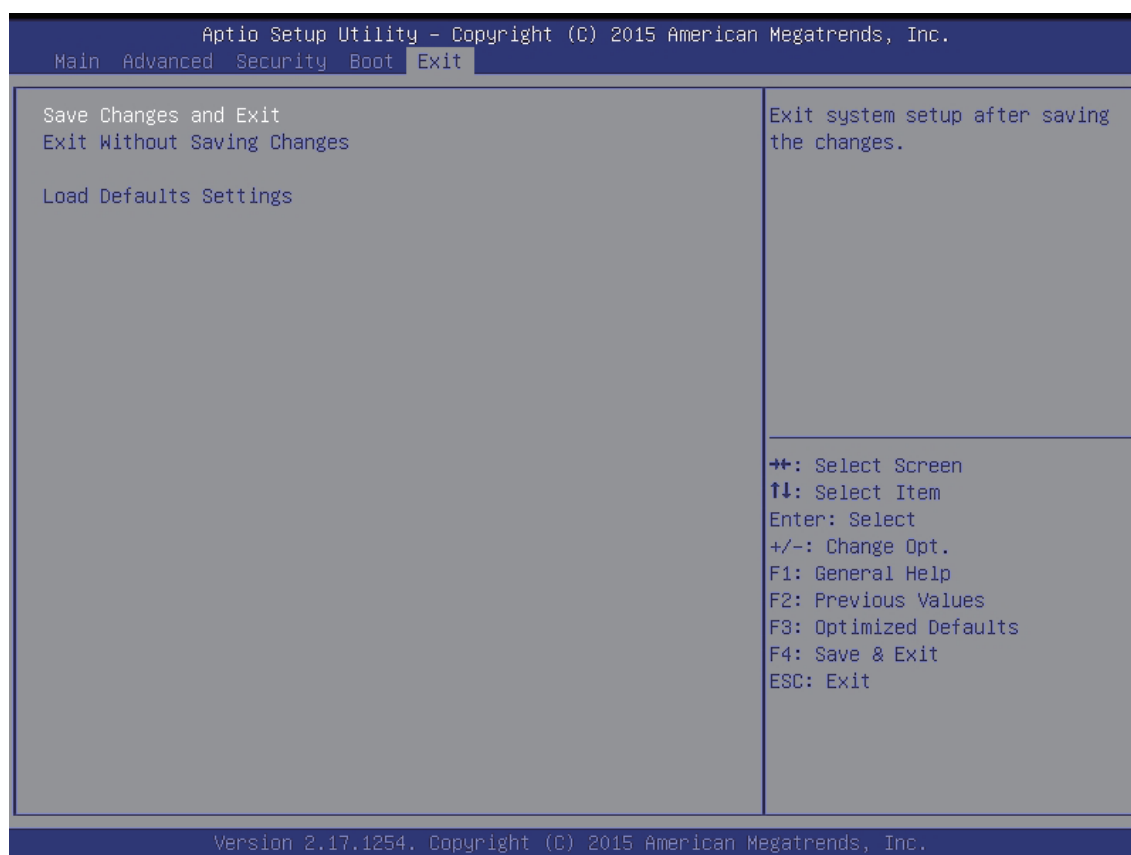 Aptio Setup Utility – Copyright (C) 2015 American Megatrends, Inc.
Main Advanced Security Boot Exit
Save Changes and Exit
Exit Without Saving Changes
Load Defaults Settings
Exit system setup after saving
the changes.
→←: Select Screen
↑↓: Select Item
Enter: Select
+/-: Change Opt.
F1: General Help
F2: Previous Values
F3: Optimized Defaults
F4: Save & Exit
ESC: Exit
Version 2.17.1254. Copyright (C) 2015 American Megatrends, Inc.